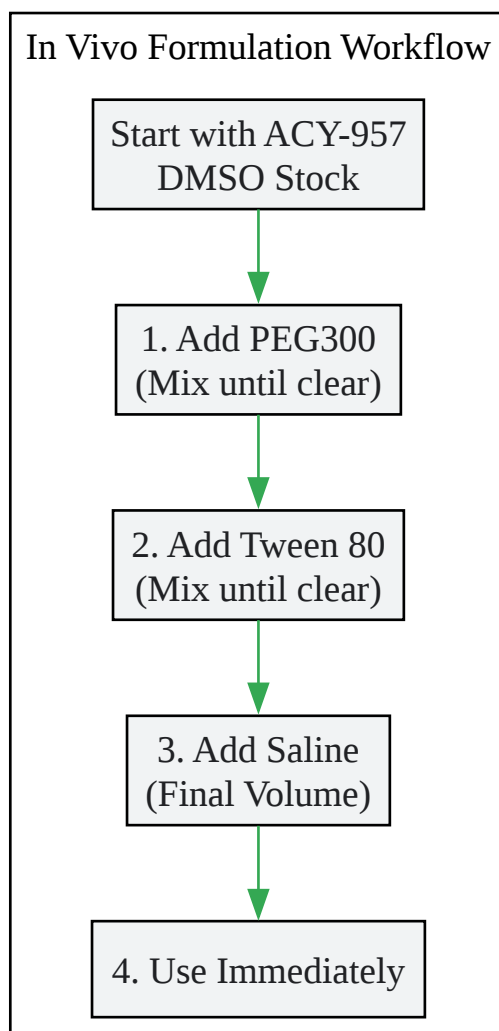 In Vivo Formulation Workflow
Start with ACY-957
DMSO Stock
1. Add PEG300
(Mix until clear)
2. Add Tween 80
(Mix until clear)
3. Add Saline
(Final Volume)
4. Use Immediately